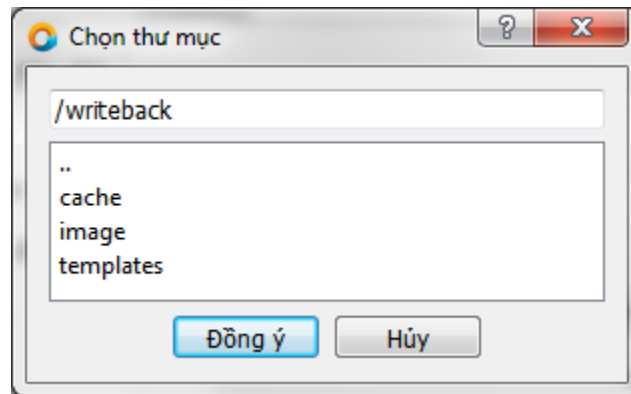 Chọn thư mục
/writeback
..
cache
image
templates
Đồng ý Hủy